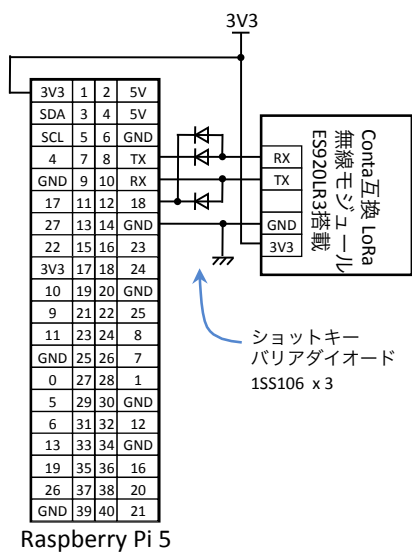 3V3
3V3 1 2 5V
SDA 3 4 5V
SCL 5 6 GND
4 7 8 TX
GND 9 10 RX
17 11 12 18
27 13 14 GND
22 15 16 23
3V3 17 18 24
10 19 20 GND
9 21 22 25
11 23 24 8
GND 25 26 7
0 27 28 1
5 29 30 GND
6 31 32 12
13 33 34 GND
19 35 36 16
26 37 38 20
GND 39 40 21
Raspberry Pi 5
RX
TX
GND
3V3
Conta互換 LoRa
無線モジュール
ES920LR3搭載
ショットキー
バリアダイオード
1SS106 x 3